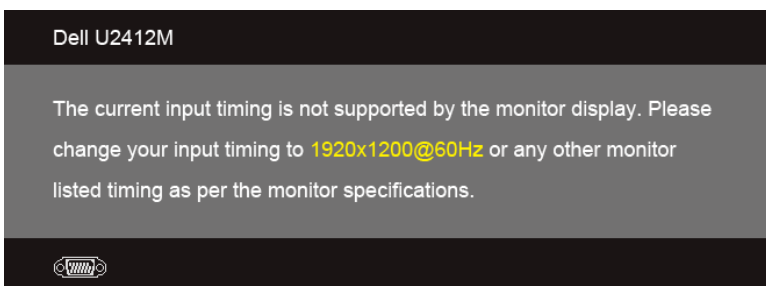 Dell U2412M
The current input timing is not supported by the monitor display. Please
change your input timing to 1920x1200@60Hz or any other monitor
listed timing as per the monitor specifications.